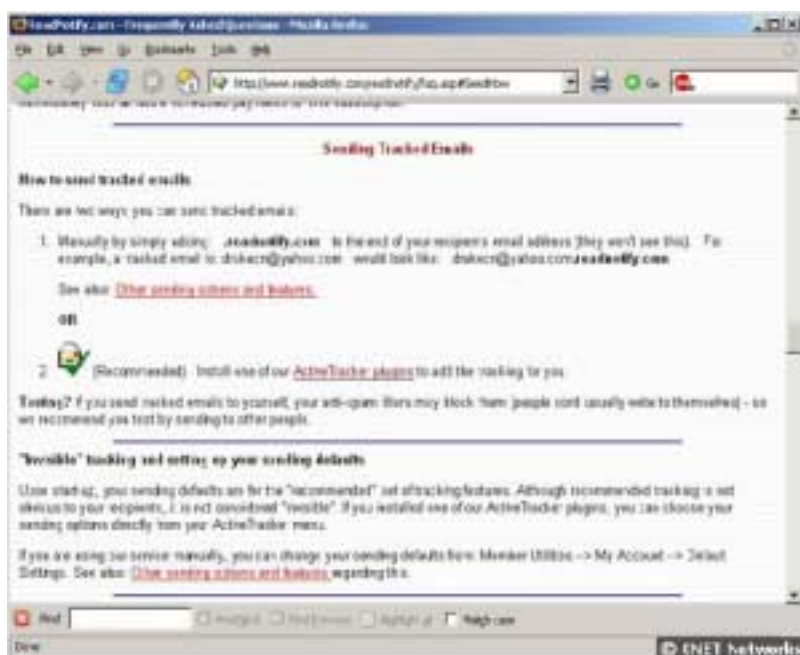 ReadNotify.com - Frequently Asked Questions - Mozilla Firefox
File Edit View Go Bookmarks Tools Help
Go
Sending Tracked Emails
How to send tracked emails
There are two ways you can send tracked emails:
1. Manually by simply adding: .readnotify.com to the end of your recipients email address (they won't see this). For
example, a tracked email to: would look like: .readnotify.com
See also: Other sending options and features.
OR
2. (Recommended) Install one of our ActiveTracker plugins to add the tracking for you
Testing? If you send tracked emails to yourself, your anti-spam filters may block them (people don't usually write to themselves) - so
we recommend you test by sending to other people.
"Invisible" tracking and setting up your sending defaults
Upon start-up, your sending defaults are for the "recommended" set of tracking features. Although recommended tracking is not
obvious to your recipients, it is not considered "invisible". If you installed one of our ActiveTracker plugins, you can choose your
sending options directly from your ActiveTracker menu.
If you are using our service manually, you can change your sending defaults from: Member Utilities --> My Account --> Default
Settings. See also: Other sending options and features regarding this.
Find: Match case
Done
© CNET Networks